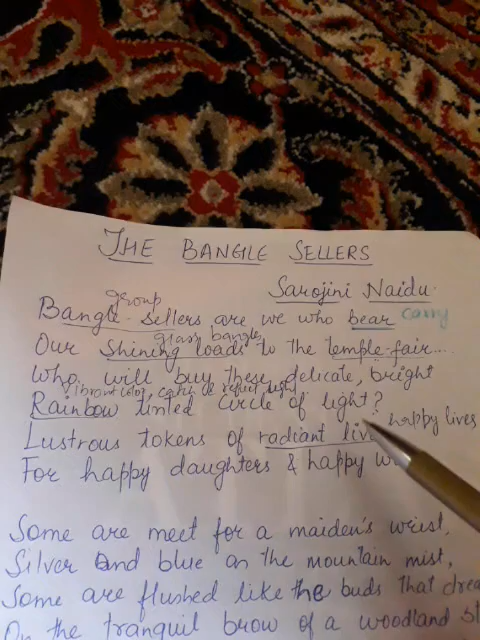 THE BANGLE SELLERS
Sarojini Naidu.
group
Bangle-sellers are we who bear carry
glass bangles
Our Shining loads to the temple-fair....
Who will buy these delicate, bright
vibrant color, catch & reflect light
Rainbow tinted circle of light?
happy lives
Lustrous tokens of radiant
For happy daughters & happy
Some are meet for a maiden's wrist,
Silver and blue as the mountain mist,
Some are flushed like the buds that
On the tranquil brow of a woodland